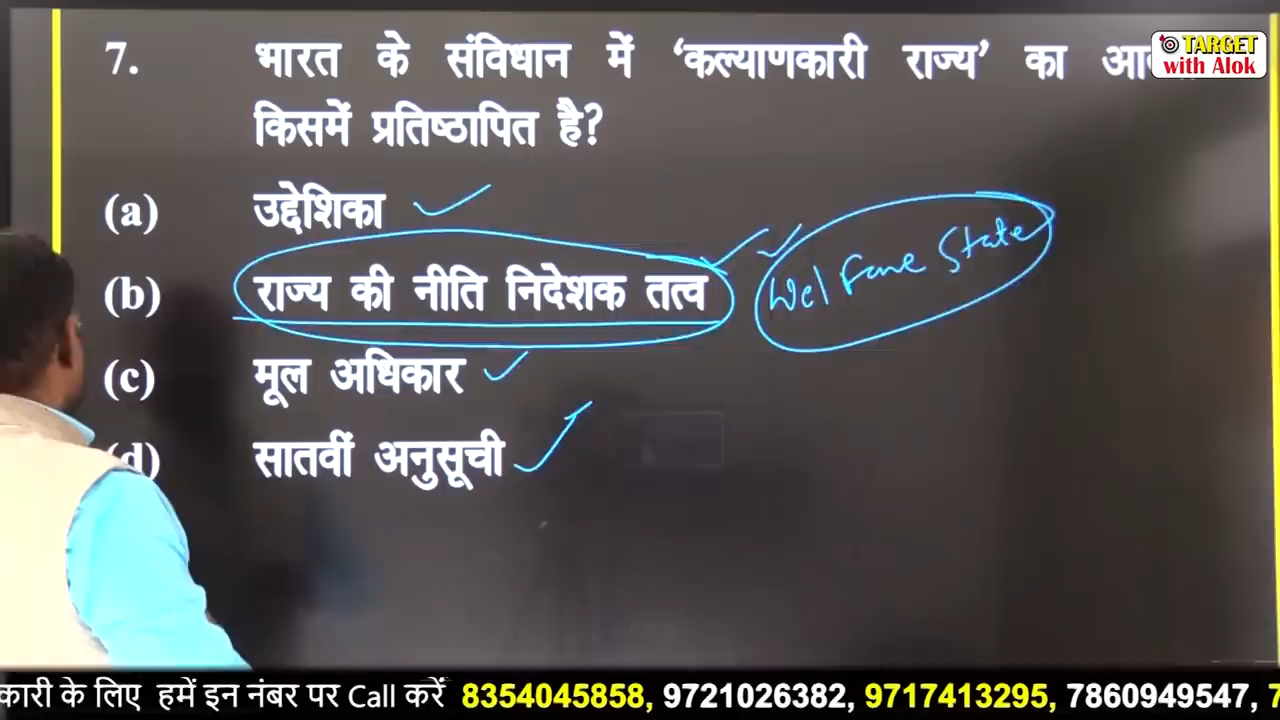 TARGET
with Alok
7. भारत के संविधान में ‘कल्याणकारी राज्य’ का
किसमें प्रतिष्ठापित है?
(a) उद्देशिका
(b) राज्य की नीति निदेशक तत्व
Welfare State
(c) मूल अधिकार
(d) सातवीं अनुसूची
कारी के लिए हमें इन नंबर पर Call करें 8354045858, 9721026382, 9717413295, 7860949547,